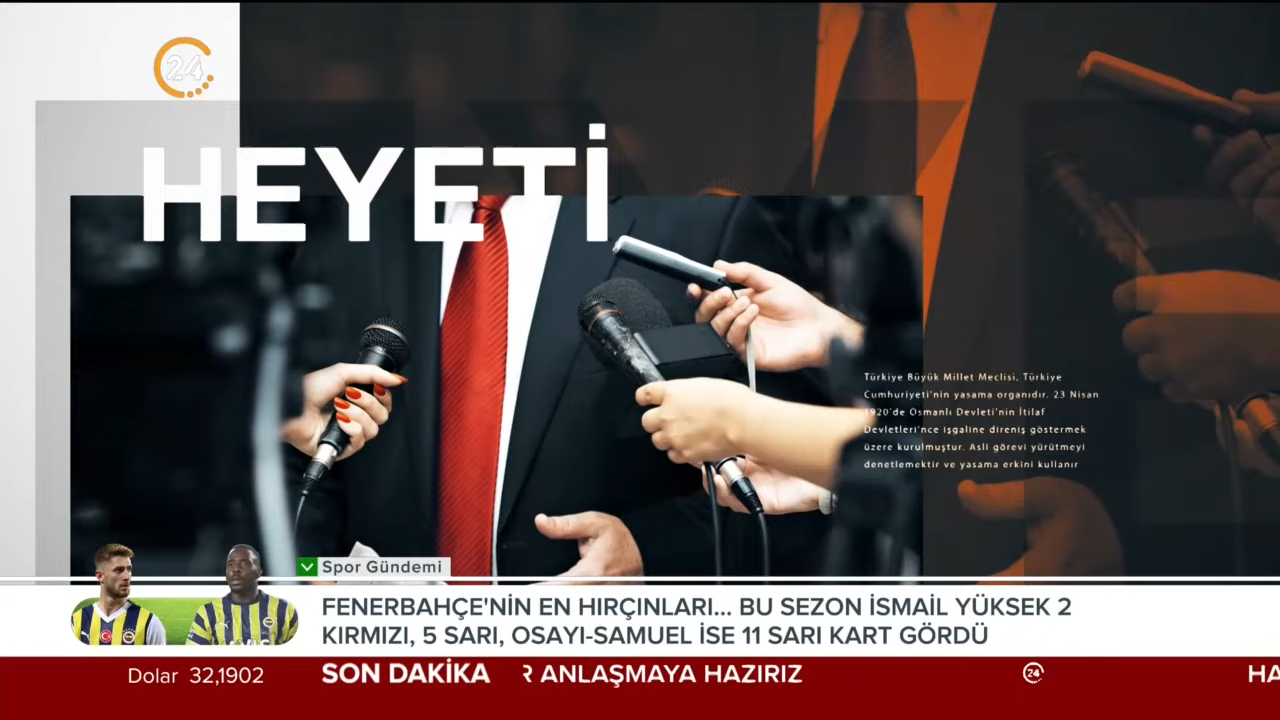 24
HEYETİ
Türkiye Büyük Millet Meclisi, Türkiye
Cumhuriyeti'nin yasama organıdır. 23 Nisan
1920'de Osmanlı Devleti'nin İtilaf
Devletleri'nce işgaline direniş göstermek
üzere kurulmuştur. Asli görevi yürütmeyi
denetlemektir ve yasama erkini kullanır
Spor Gündemi
FENERBAHÇE'NİN EN HIRÇINLARI... BU SEZON İSMAİL YÜKSEK 2
KIRMIZI, 5 SARI, OSAYI-SAMUEL İSE 11 SARI KART GÖRDÜ
Dolar 32,1902 SON DAKİKA R ANLAŞMAYA HAZIRIZ 24 HA